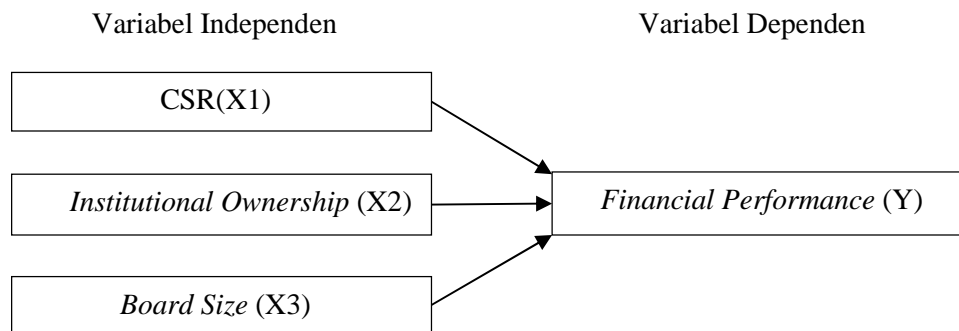 Variabel Independen
Variabel Dependen
CSR(X1)
Institutional Ownership (X2)
Financial Performance (Y)
Board Size (X3)